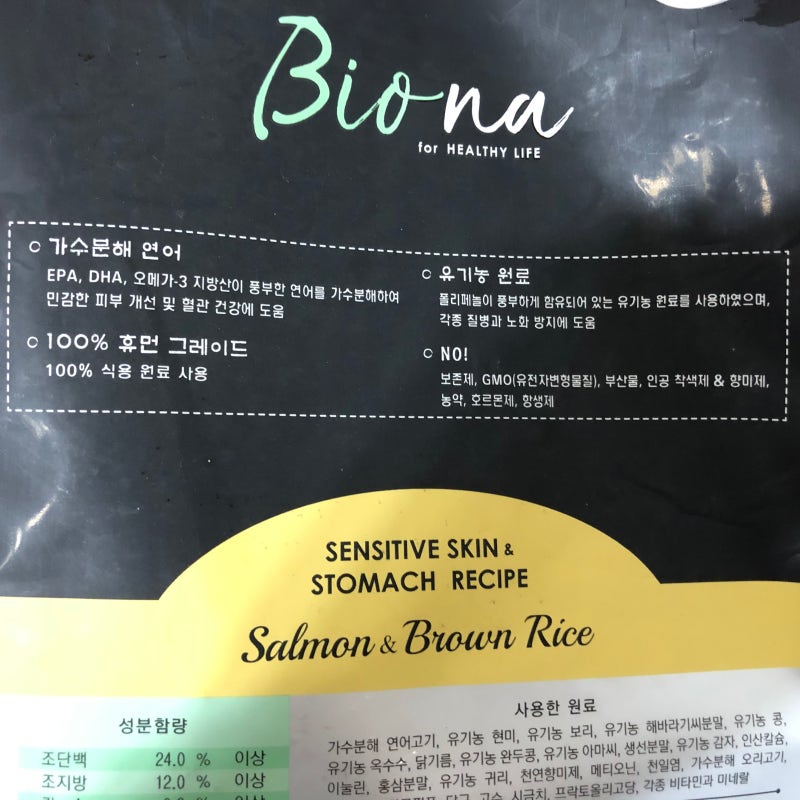 Biona
for HEALTHY LIFE
가수분해 연어
EPA, DHA, 오메가-3 지방산이 풍부한 연어를 가수분해하여
민감한 피부 개선 및 혈관 건강에 도움
100% 휴먼 그레이드
100% 식용 원료 사용
유기농 원료
폴리페놀이 풍부하게 함유되어 있는 유기농 원료를 사용하였으며,
각종 질병과 노화 방지에 도움
NO!
보존제, GMO(유전자변형물질), 부산물, 인공 착색제 & 향미제,
농약, 호르몬제, 항생제
SENSITIVE SKIN &
STOMACH RECIPE
Salmon & Brown Rice
성분함량
조단백 24.0 % 이상
조지방 12.0 % 이상
사용한 원료
가수분해 연어고기, 유기농 현미, 유기농 보리, 유기농 해바라기씨분말, 유기농 콩,
유기농 옥수수, 닭기름, 유기농 완두콩, 유기농 아마씨, 생선분말, 유기농 감자, 인산칼슘,
이눌린, 홍삼분말, 유기농 귀리, 천연향미제, 메티오닌, 천일염, 가수분해 오리고기,
시금치, 프락토올리고당, 각종 비타민과 미네랄